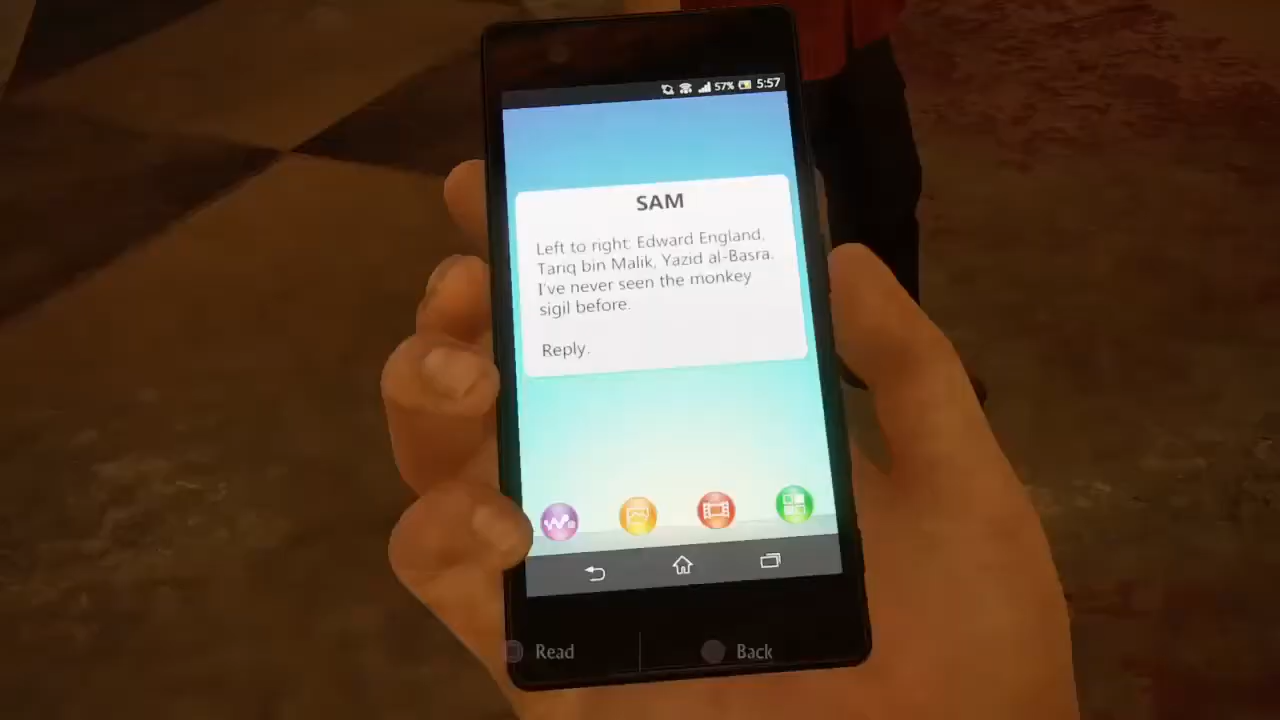 57% 5:57
SAM
Left to right: Edward England,
Tariq bin Malik, Yazid al-Basra.
I've never seen the monkey
sigil before.
Reply.
Read Back